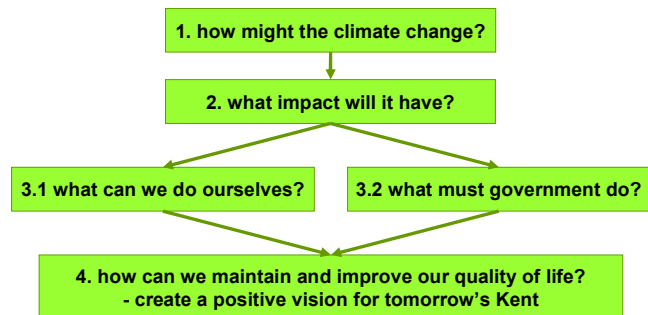 1. how might the climate change?
2. what impact will it have?
3.1 what can we do ourselves?
3.2 what must government do?
4. how can we maintain and improve our quality of life?
- create a positive vision for tomorrow's Kent